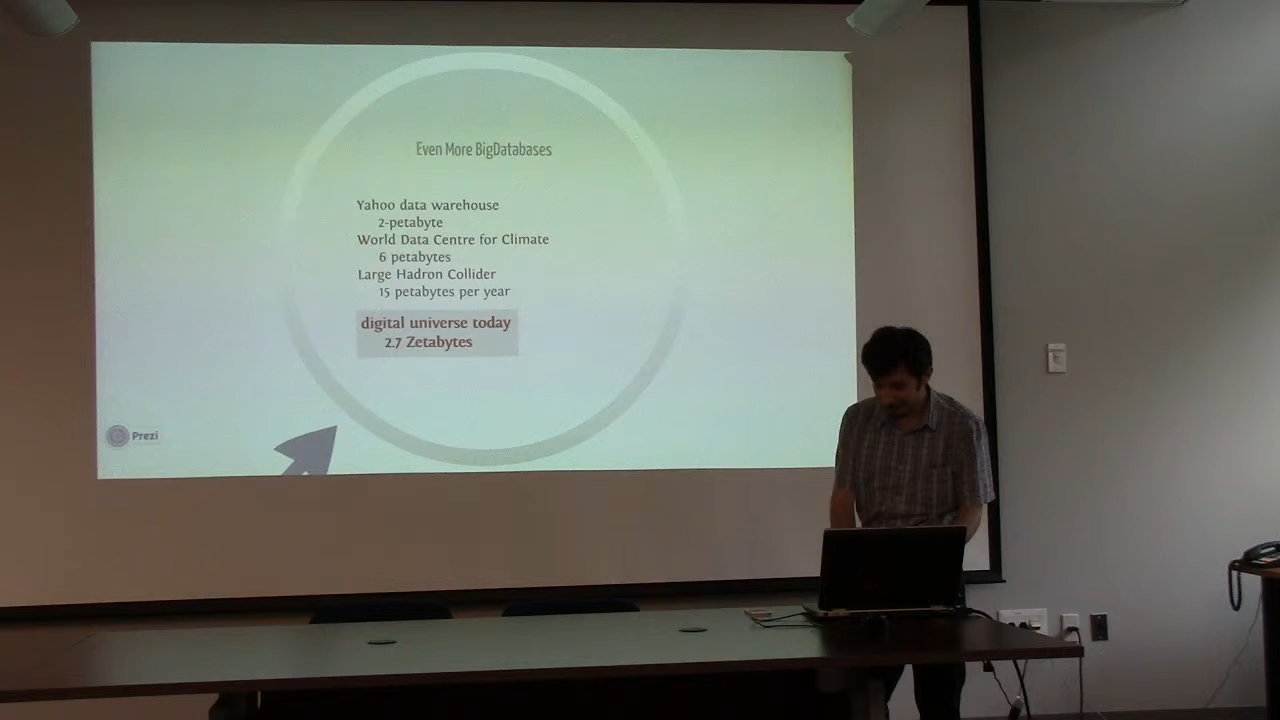 Even More BigDatabases
Yahoo data warehouse
2-petabyte
World Data Centre for Climate
6 petabytes
Large Hadron Collider
15 petabytes per year
digital universe today
2.7 Zetabytes
Prezi